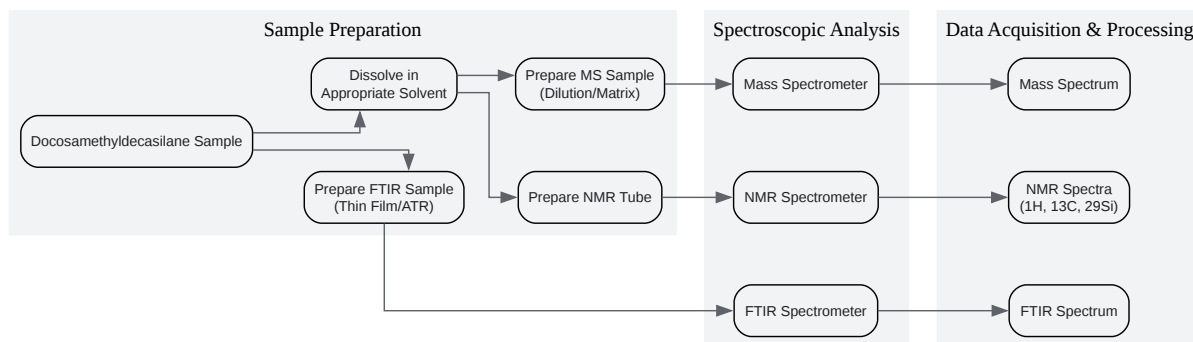 Sample Preparation
Spectroscopic Analysis
Data Acquisition & Processing
Dissolve in
Appropriate Solvent
Prepare MS Sample
(Dilution/Matrix)
Mass Spectrometer
Mass Spectrum
Docosamethyldecasilane Sample
Prepare FTIR Sample
(Thin Film/ATR)
Prepare NMR Tube
NMR Spectrometer
NMR Spectra
(1H, 13C, 29Si)
FTIR Spectrometer
FTIR Spectrum